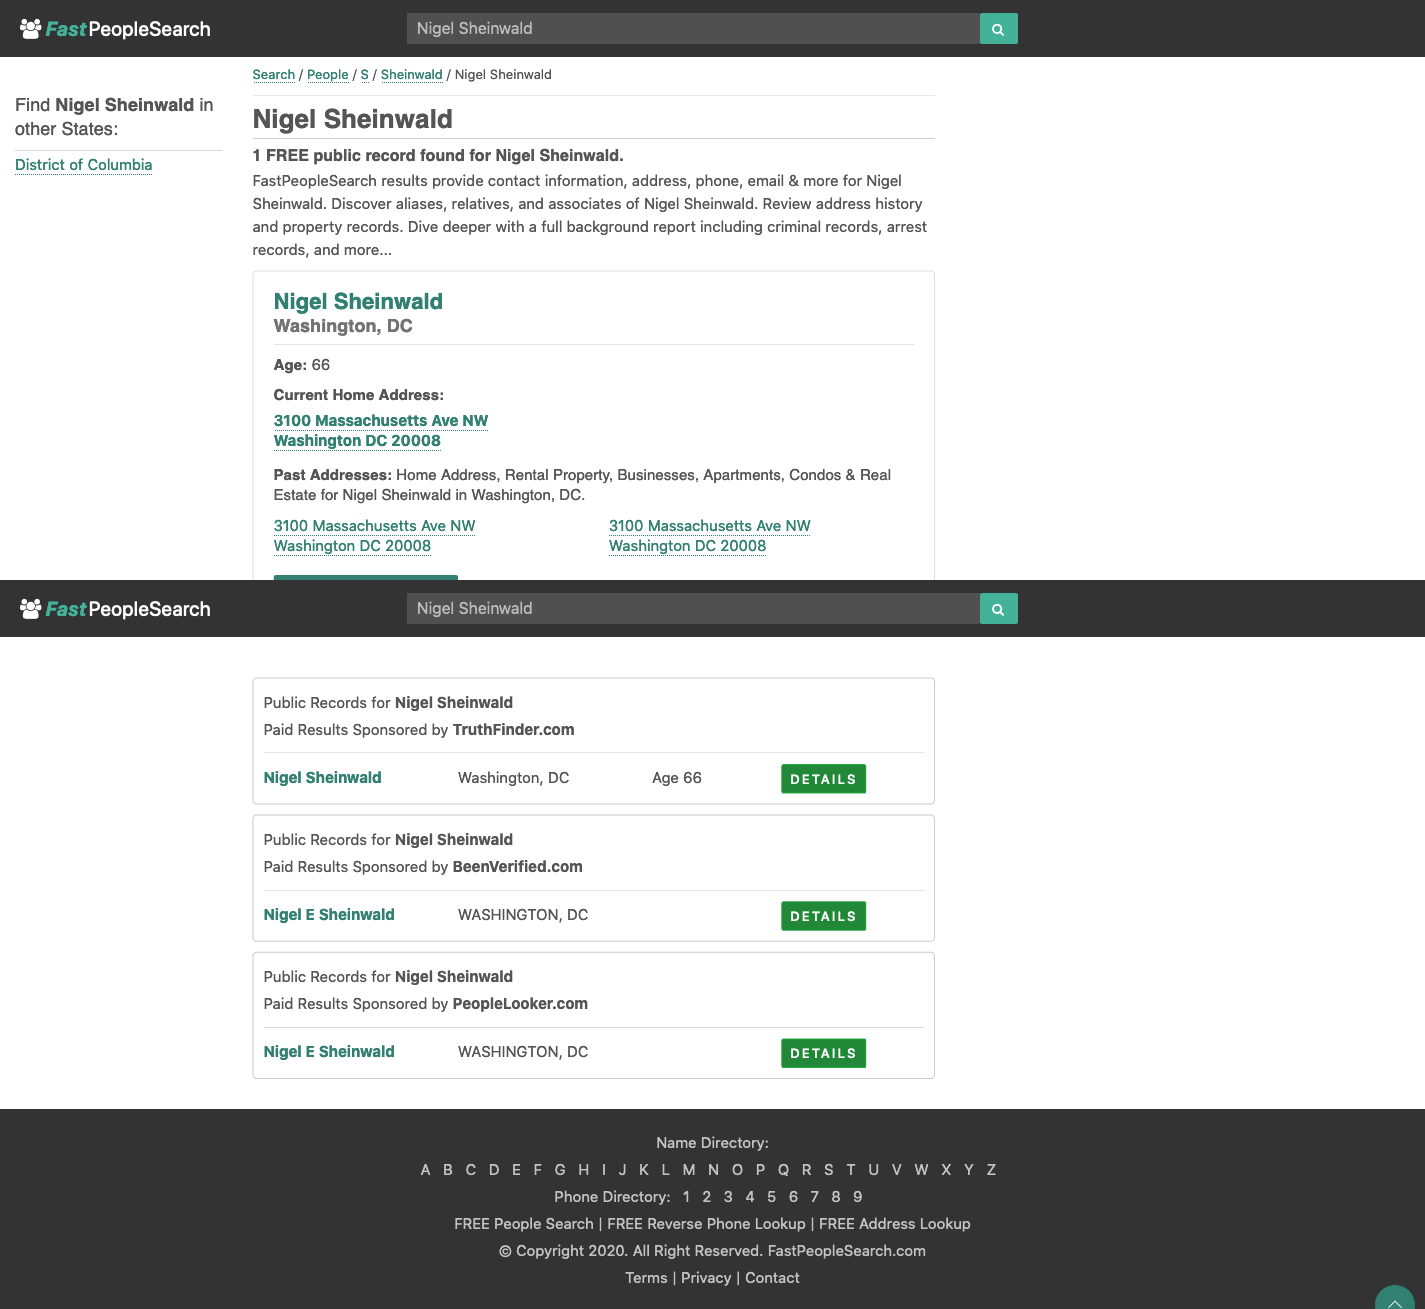 FastPeopleSearch
Nigel Sheinwald
Search / People / S / Sheinwald / Nigel Sheinwald
Find Nigel Sheinwald in
other States:
District of Columbia
Nigel Sheinwald
1 FREE public record found for Nigel Sheinwald.
FastPeopleSearch results provide contact information, address, phone, email & more for Nigel
Sheinwald. Discover aliases, relatives, and associates of Nigel Sheinwald. Review address history
and property records. Dive deeper with a full background report including criminal records, arrest
records, and more...
Nigel Sheinwald
Washington, DC
Age: 66
Current Home Address:
3100 Massachusetts Ave NW
Washington DC 20008
Past Addresses: Home Address, Rental Property, Businesses, Apartments, Condos & Real
Estate for Nigel Sheinwald in Washington, DC.
3100 Massachusetts Ave NW
Washington DC 20008
3100 Massachusetts Ave NW
Washington DC 20008
FastPeopleSearch
Nigel Sheinwald
Public Records for Nigel Sheinwald
Paid Results Sponsored by TruthFinder.com
Nigel Sheinwald Washington, DC Age 66 DETAILS
Public Records for Nigel Sheinwald
Paid Results Sponsored by BeenVerified.com
Nigel E Sheinwald WASHINGTON, DC DETAILS
Public Records for Nigel Sheinwald
Paid Results Sponsored by PeopleLooker.com
Nigel E Sheinwald WASHINGTON, DC DETAILS
Name Directory:
A B C D E F G H I J K L M N O P Q R S T U V W X Y Z
Phone Directory: 1 2 3 4 5 6 7 8 9
FREE People Search | FREE Reverse Phone Lookup | FREE Address Lookup
© Copyright 2020. All Right Reserved. FastPeopleSearch.com
Terms | Privacy | Contact